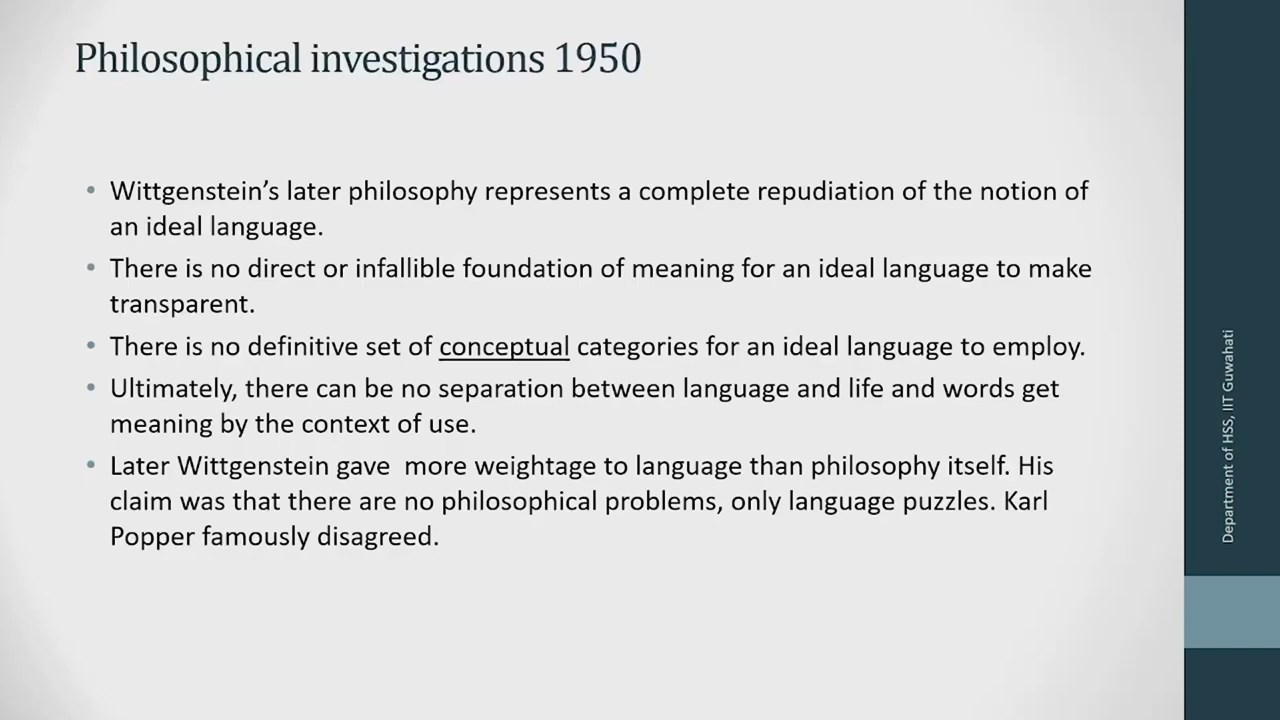 Philosophical investigations 1950
• Wittgenstein’s later philosophy represents a complete repudiation of the notion of
an ideal language.
• There is no direct or infallible foundation of meaning for an ideal language to make
transparent.
• There is no definitive set of conceptual categories for an ideal language to employ.
• Ultimately, there can be no separation between language and life and words get
meaning by the context of use.
• Later Wittgenstein gave  more weightage to language than philosophy itself. His
claim was that there are no philosophical problems, only language puzzles. Karl
Popper famously disagreed.
Department of HSS, IIT Guwahati